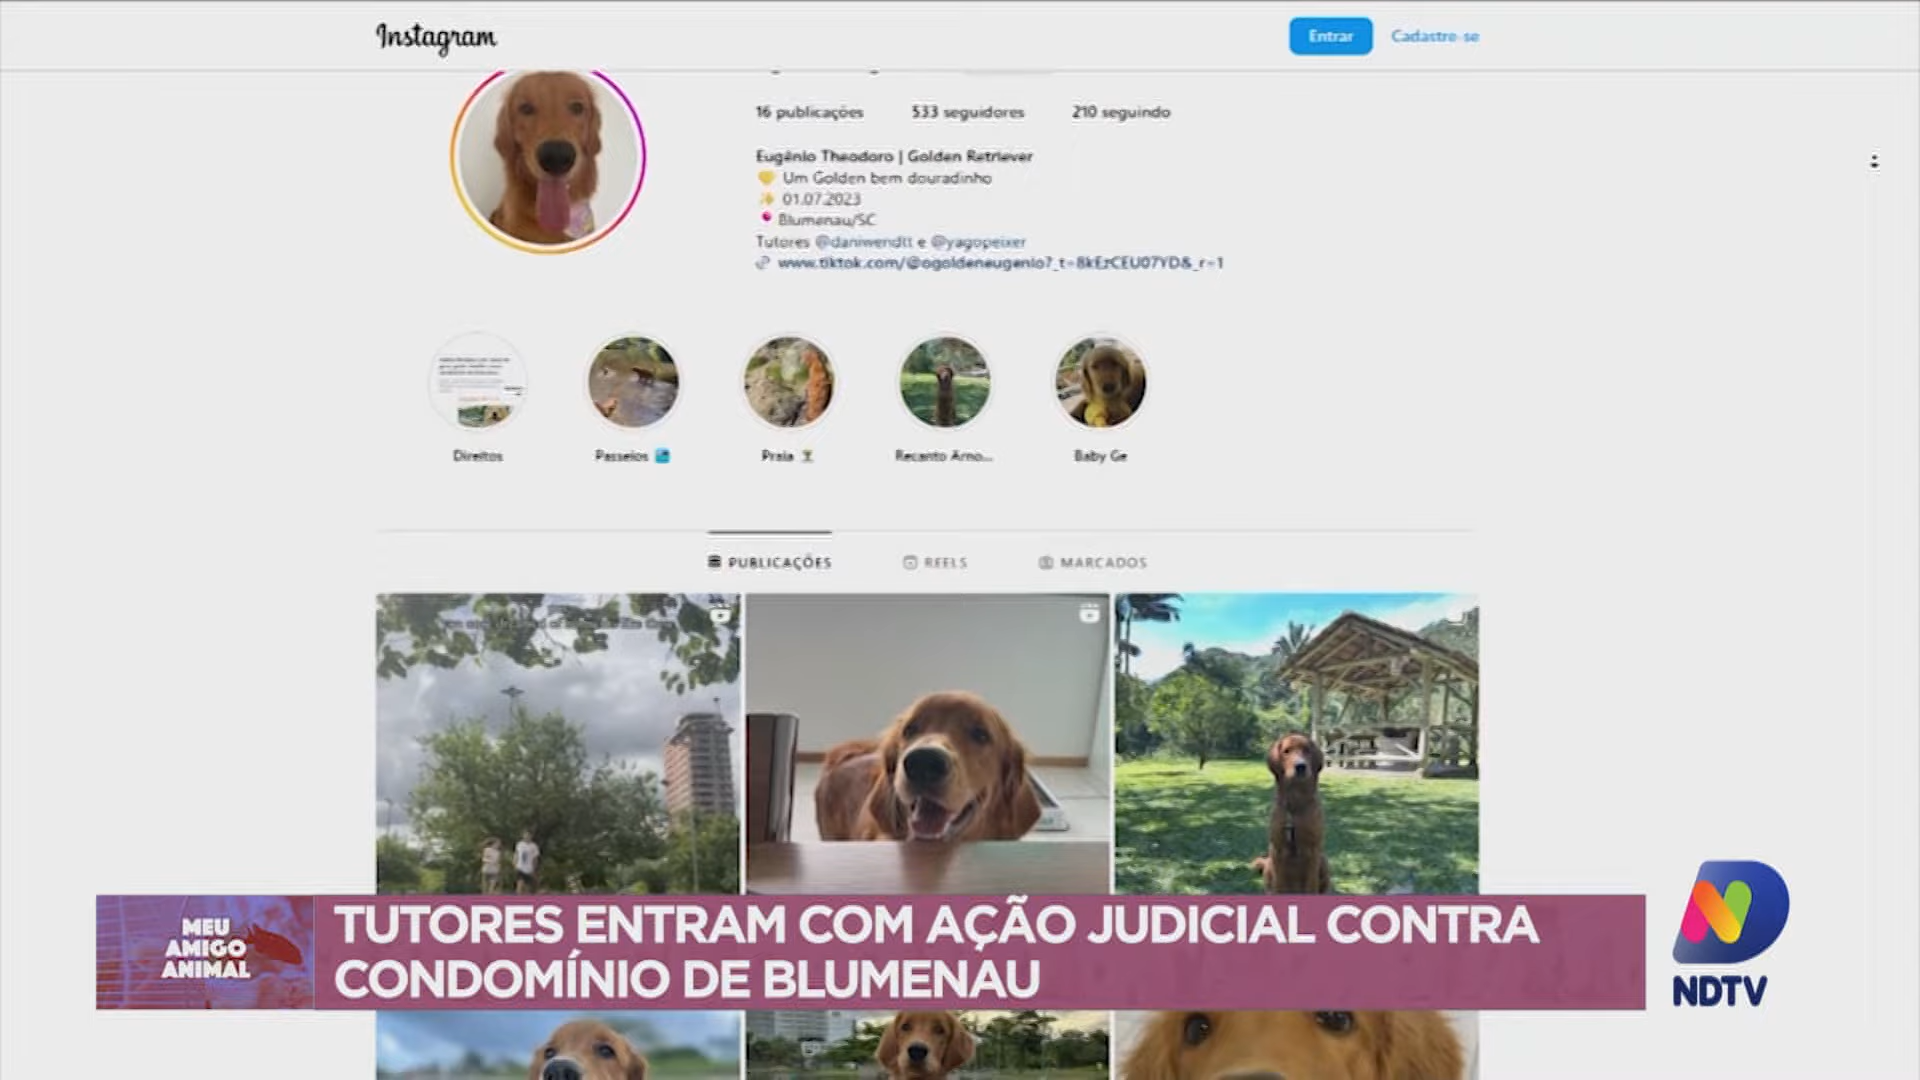 Instagram
Entrar
Cadastre-se
16 publicações 533 seguidores 210 seguindo
Eugênio Theodoro | Golden Retriever
Um Golden bem douradinho
01.07.2023
Blumenau/SC
Tutores @daniwendtt e @yagopeixer
www.tiktok.com/@ogoldeneugenio?_t=8kEzCEU07YD&_r=1
Direitos
Passeios
Praia
Recanto Arno...
Baby Ge
PUBLICAÇÕES
REELS
MARCADOS
MEU
AMIGO
ANIMAL
TUTORES ENTRAM COM AÇÃO JUDICIAL CONTRA
CONDOMÍNIO DE BLUMENAU
NDTV